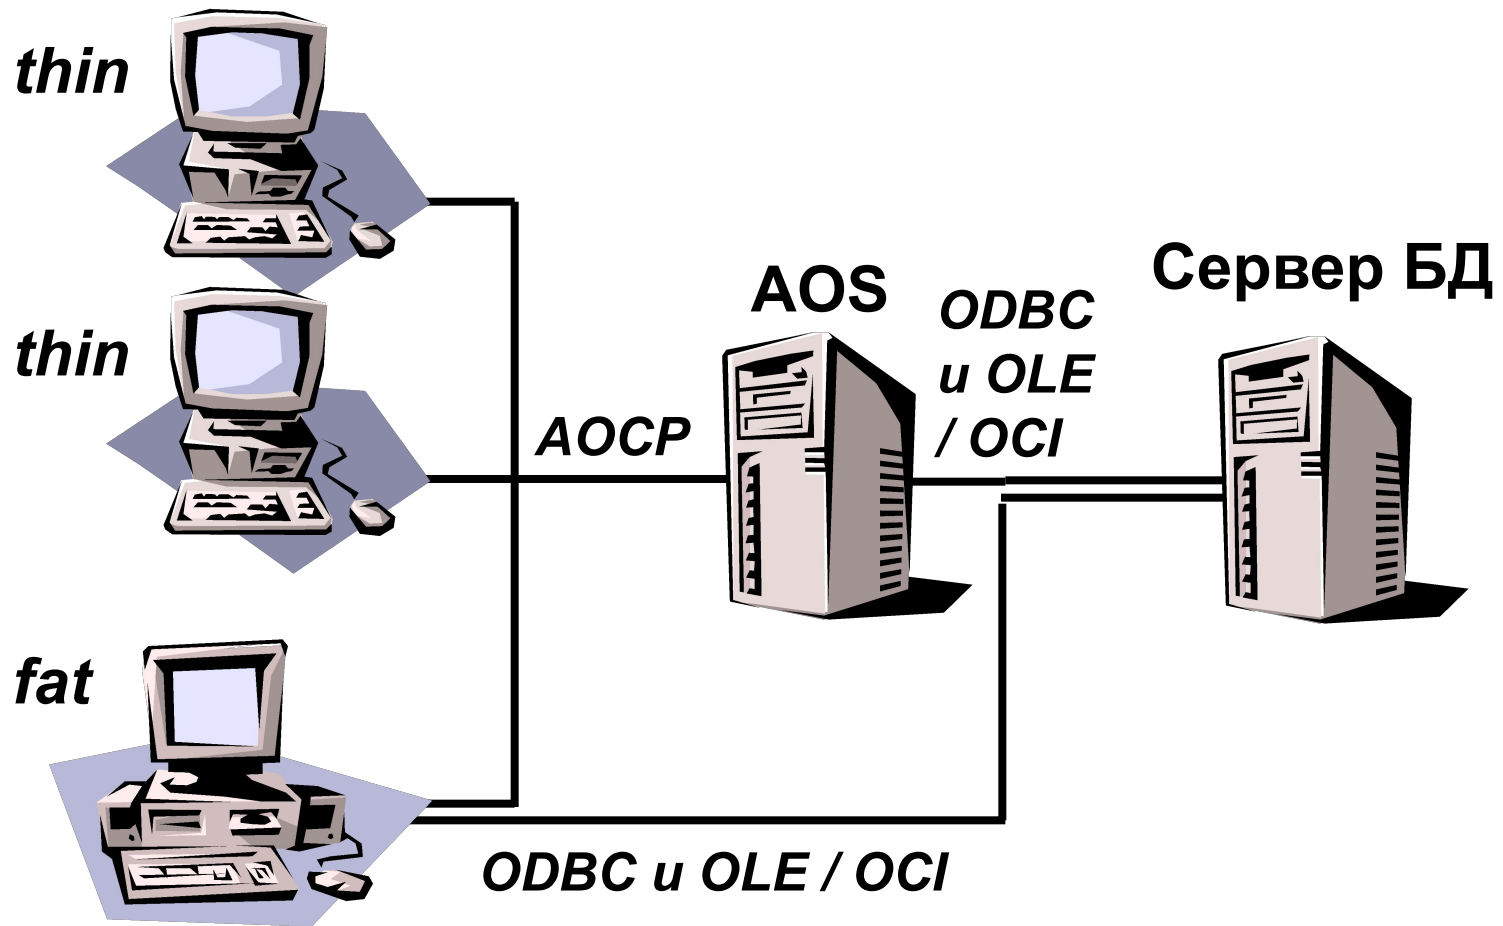 thin
thin
fat
AOCP
AOS
ODBC
и OLE
/ OCI
Сервер БД
ODBC и OLE / OCI